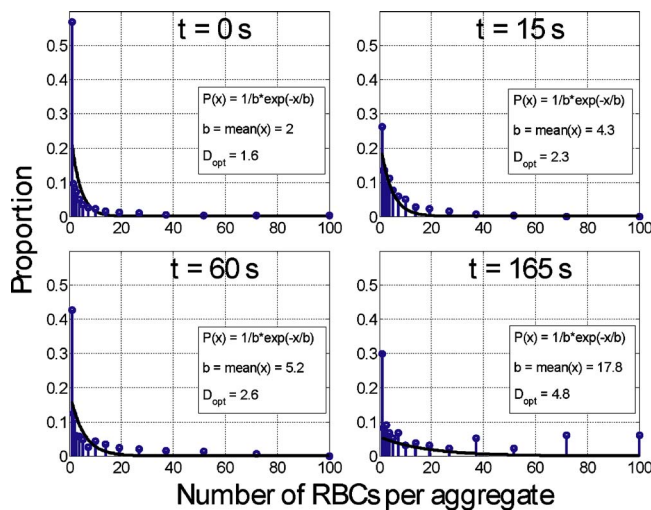 t = 0 s
0.5
0.4
0.3
0.2
0.1
0
0 20 40 60 80 100
P(x) = 1/b*exp(-x/b)
b = mean(x) = 2
D_opt = 1.6
t = 15 s
0.5
0.4
0.3
0.2
0.1
0
0 20 40 60 80 100
P(x) = 1/b*exp(-x/b)
b = mean(x) = 4.3
D_opt = 2.3
Proportion
t = 60 s
0.5
0.4
0.3
0.2
0.1
0
0 20 40 60 80 100
P(x) = 1/b*exp(-x/b)
b = mean(x) = 5.2
D_opt = 2.6
t = 165 s
0.5
0.4
0.3
0.2
0.1
0
0 20 40 60 80 100
P(x) = 1/b*exp(-x/b)
b = mean(x) = 17.8
D_opt = 4.8
Number of RBCs per aggregate